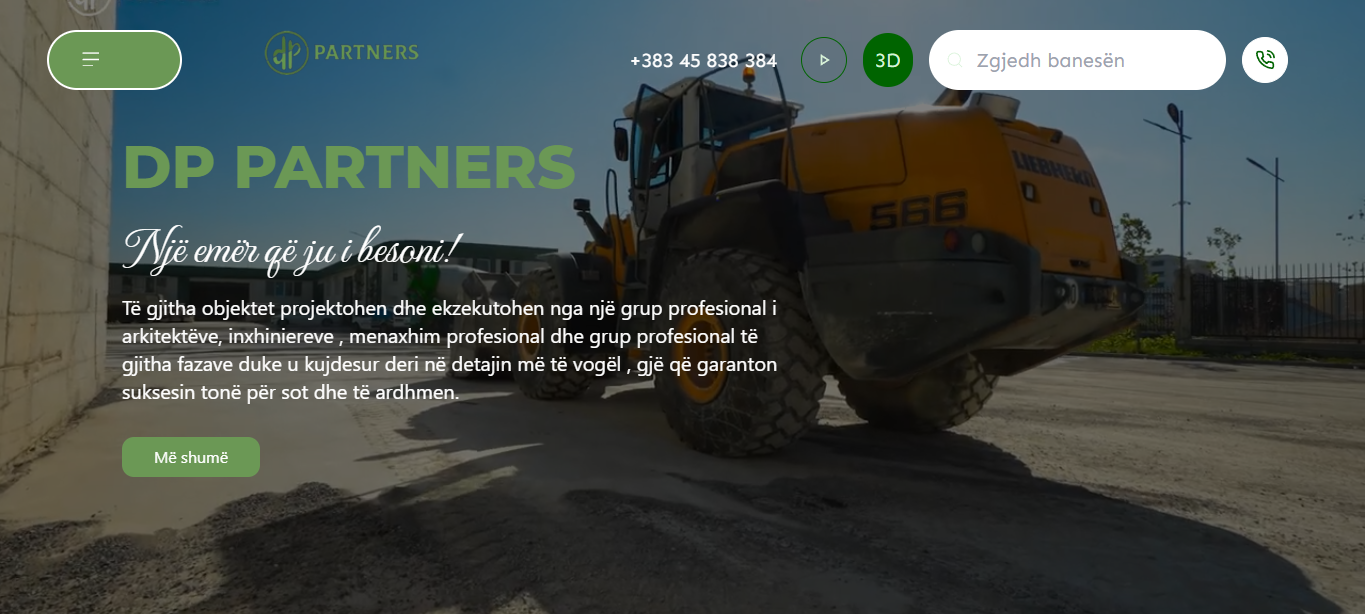 dp PARTNERS
+383 45 838 384
3D
Zgjedh banesën
DP PARTNERS
Një emër që ju i besoni!
Të gjitha objektet projektohen dhe ekzekutohen nga një grup profesional i
arkitektëve, inxhiniereve , menaxhim profesional dhe grup profesional të
gjitha fazave duke u kujdesur deri në detajin më të vogël , gjë që garanton
suksesin tonë për sot dhe të ardhmen.
Më shumë
LIEBHERR
566